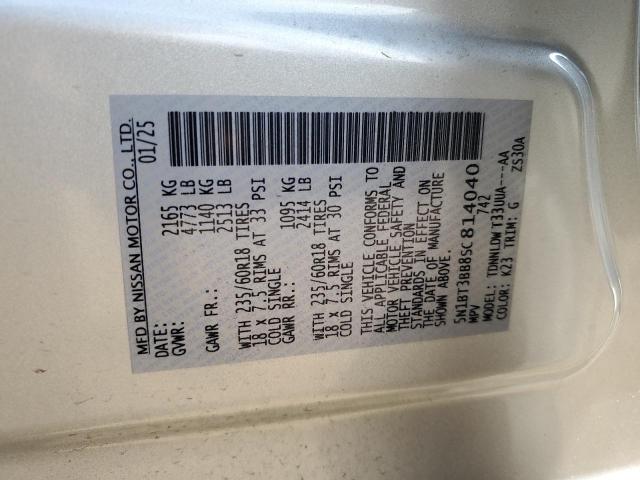 MFD BY NISSAN MOTOR CO., LTD.
DATE: 01/25
GVWR: 2165 KG
4773 LB
GAWR FR.: 1140 KG
2513 LB
WITH 235/60R18 TIRES
18 X 7.5 RIMS AT 33 PSI
COLD SINGLE
GAWR RR.: 1095 KG
2414 LB
WITH 235/60R18 TIRES
18 X 7.5 RIMS AT 30 PSI
COLD SINGLE
THIS VEHICLE CONFORMS TO
ALL APPLICABLE FEDERAL
MOTOR VEHICLE SAFETY AND
THEFT PREVENTION
STANDARDS IN EFFECT ON
THE DATE OF MANUFACTURE
SHOWN ABOVE.
5N1BT3BB8SC814040
MPV 742
MODEL: TDNNLDWT33UUA---AA
COLOR: K23 TRIM: G ZS30A